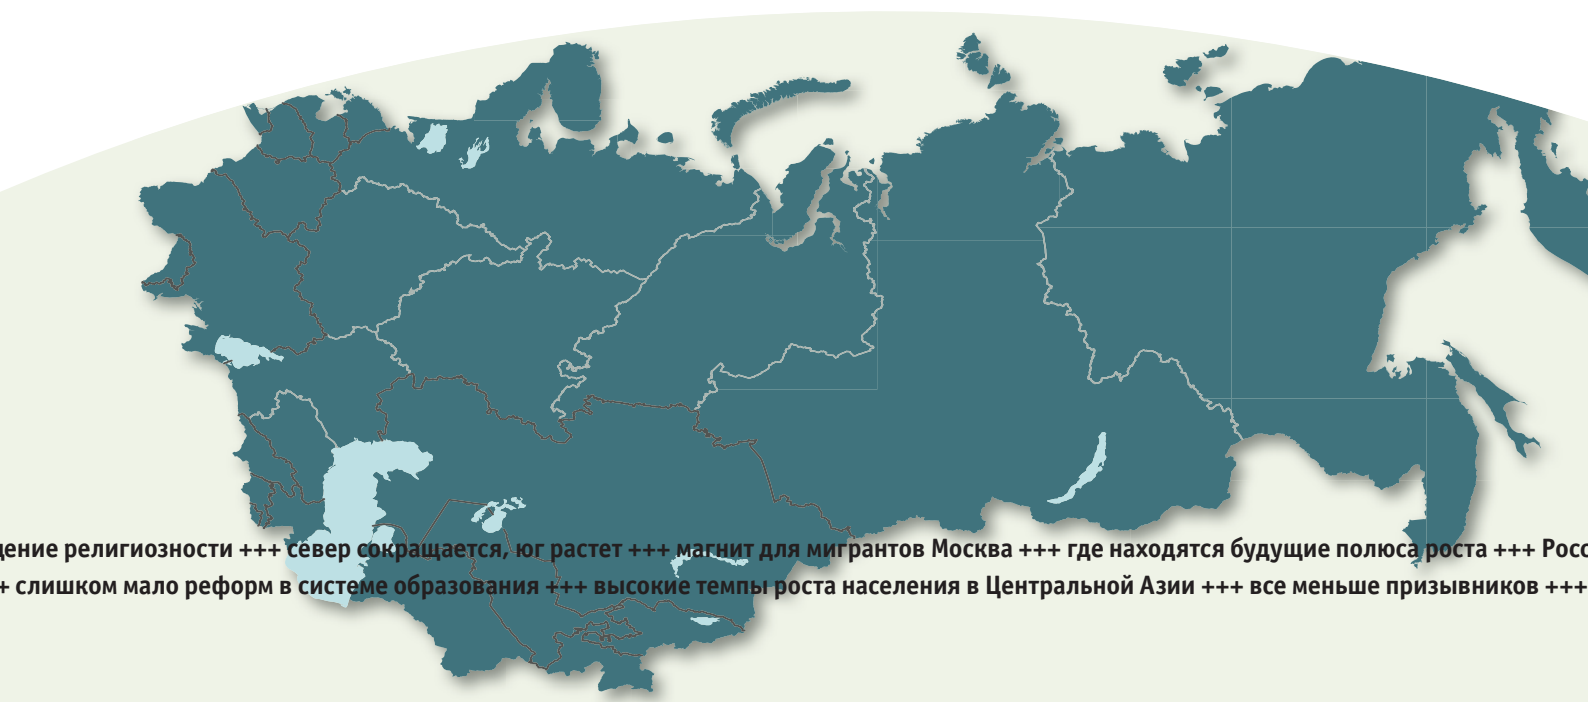 дение религиозности +++ север сокращается, юг растет +++ магнит для мигрантов Москва +++ где находятся будущие полюса роста +++ Росс
+ слишком мало реформ в системе образования +++ высокие темпы роста населения в Центральной Азии +++ все меньше призывников +++